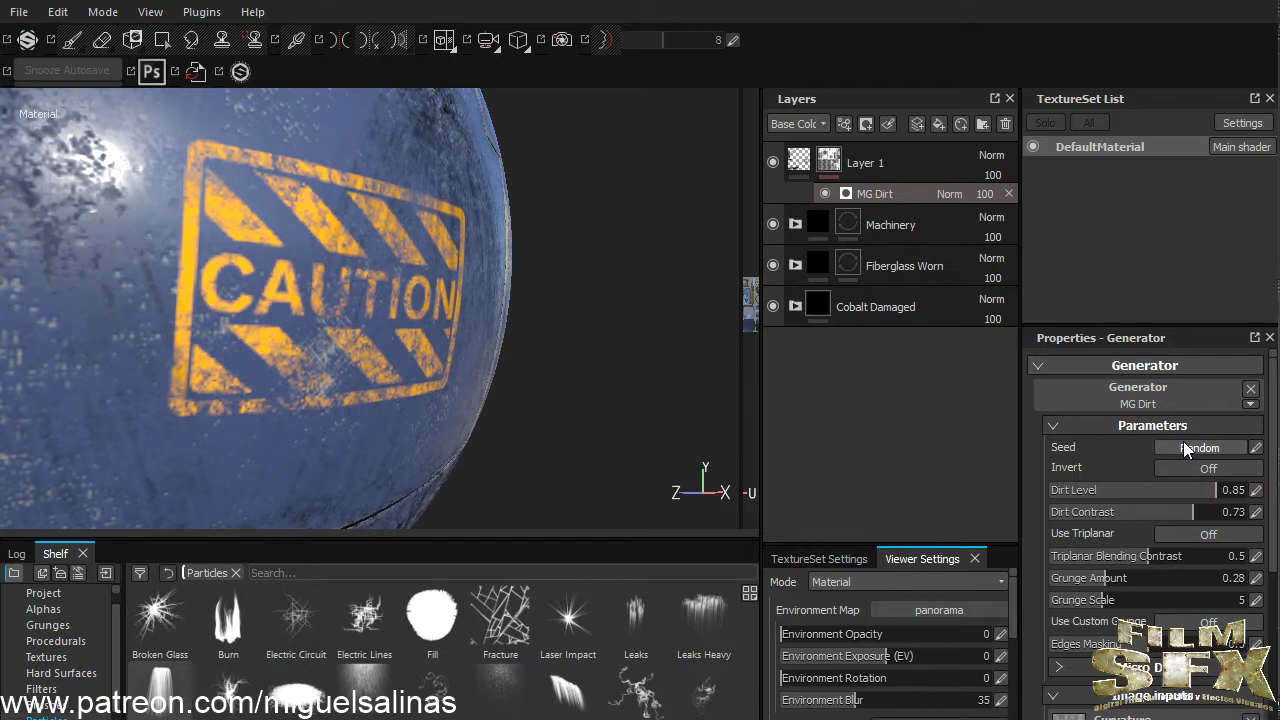 File Edit Mode View Plugins Help
8
Snooze Autosave Ps
Material
CAUTION
Y
Z X -U
Layers
Base Colo
Layer 1 Norm 100
MG Dirt Norm 100
Machinery Norm 100
Fiberglass Worn Norm 100
Cobalt Damaged Norm 100
TextureSet List
Solo All Settings
DefaultMaterial Main shader
Properties - Generator
Generator
Generator
MG Dirt
Parameters
Seed Random
Invert Off
Dirt Level 0.85
Dirt Contrast 0.73
Use Triplanar Off
Triplanar Blending Contrast 0.5
Grunge Amount 0.28
Grunge Scale 5
Use Custom Grunge Off
Edges Masking
Image inputs
Curvature
FILM
SFX
TextureSet Settings Viewer Settings
Mode Material
Environment Map panorama
Environment Opacity 0
Environment Exposure (EV) 0
Environment Rotation 0
Environment Blur 35
Log Shelf
Particles Search...
Project
Alphas
Grunges
Procedurals
Textures
Hard Surfaces
Filters
Particles
Broken Glass Burn Electric Circuit Electric Lines Fill Fracture Laser Impact Leaks Leaks Heavy
www.patreon.com/miguelsalinas